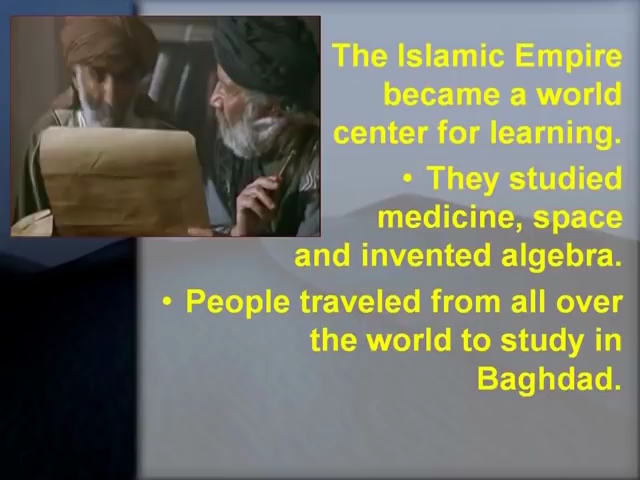 The Islamic Empire
became a world
center for learning.
• They studied
medicine, space
and invented algebra.
• People traveled from all over
the world to study in
Baghdad.